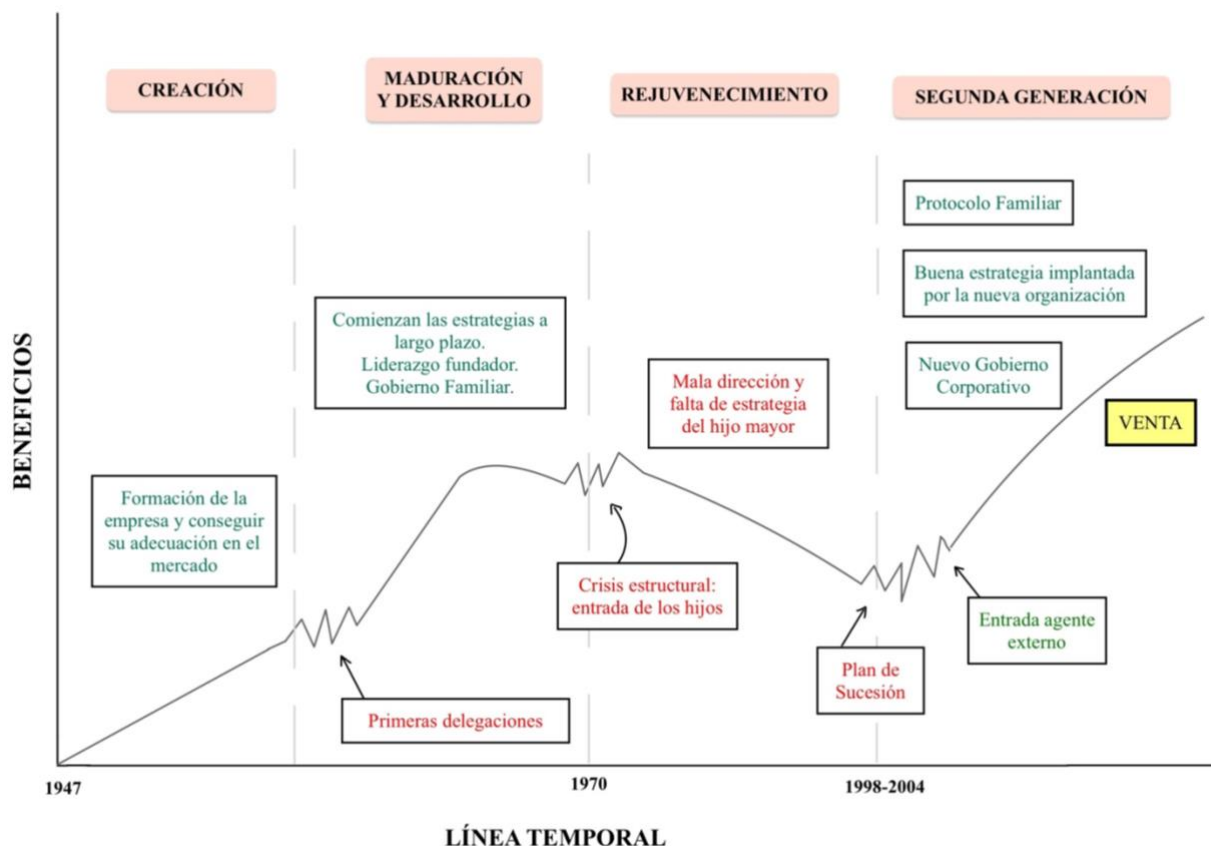 CREACIÓN
MADURACIÓN
Y DESARROLLO
REJUVENECIMIENTO
SEGUNDA GENERACIÓN
Protocolo Familiar
Buena estrategia implantada
por la nueva organización
Nuevo Gobierno
Corporativo
VENTA
Comienzan las estrategias a
largo plazo.
Liderazgo fundador.
Gobierno Familiar.
Mala dirección y
falta de estrategia
del hijo mayor
Formación de la
empresa y conseguir
su adecuación en el
mercado
Crisis estructural:
entrada de los hijos
Entrada agente
externo
Plan de
Sucesión
Primeras delegaciones
BENEFICIOS
1947
1970
1998-2004
LÍNEA TEMPORAL